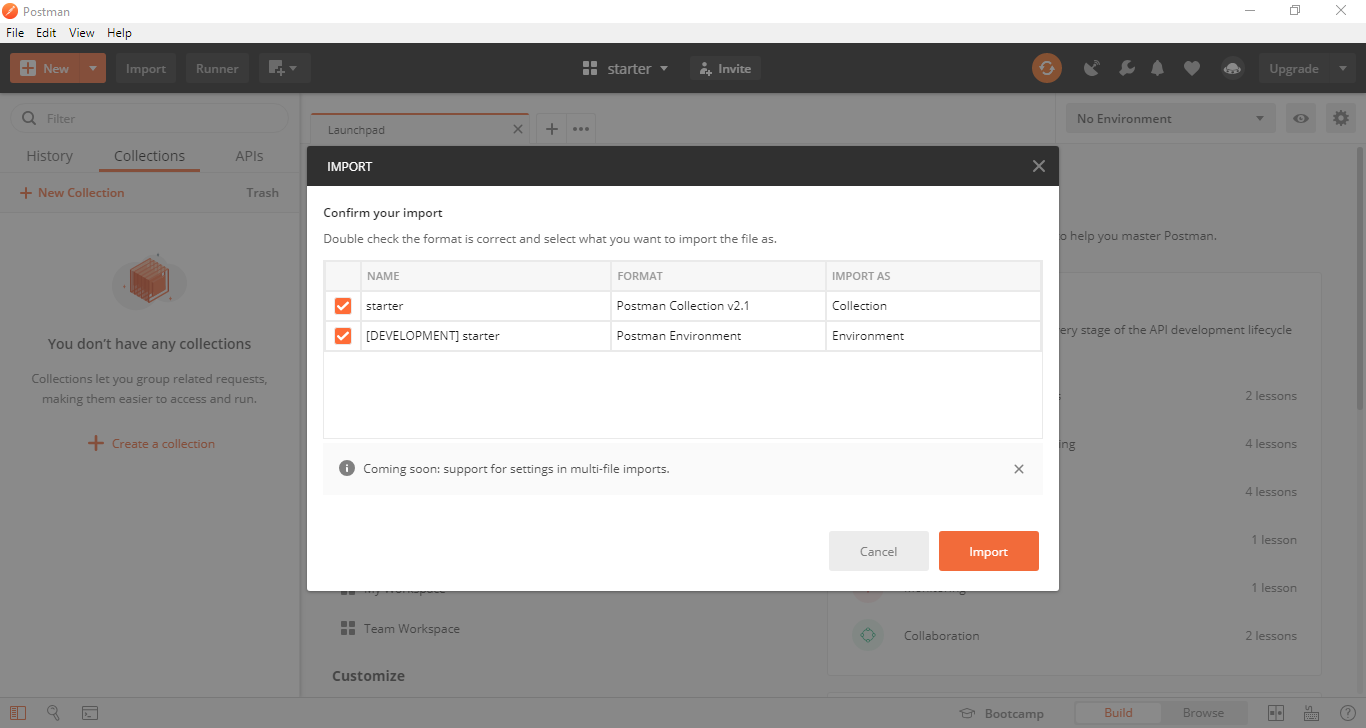 Postman
File Edit View Help
New Import Runner starter Invite Upgrade
Filter
Launchpad
No Environment
History Collections APIs
New Collection Trash
You don't have any collections
Collections let you group related requests,
making them easier to access and run.
Create a collection
IMPORT
Confirm your import
Double check the format is correct and select what you want to import the file as.
NAME FORMAT IMPORT AS
starter Postman Collection v2.1 Collection
[DEVELOPMENT] starter Postman Environment Environment
Coming soon: support for settings in multi-file imports.
Cancel Import
to help you master Postman.
every stage of the API development lifecycle
2 lessons
4 lessons
4 lessons
1 lesson
My Workspace Monitoring 1 lesson
Team Workspace Collaboration 2 lessons
Customize
Bootcamp Build Browse